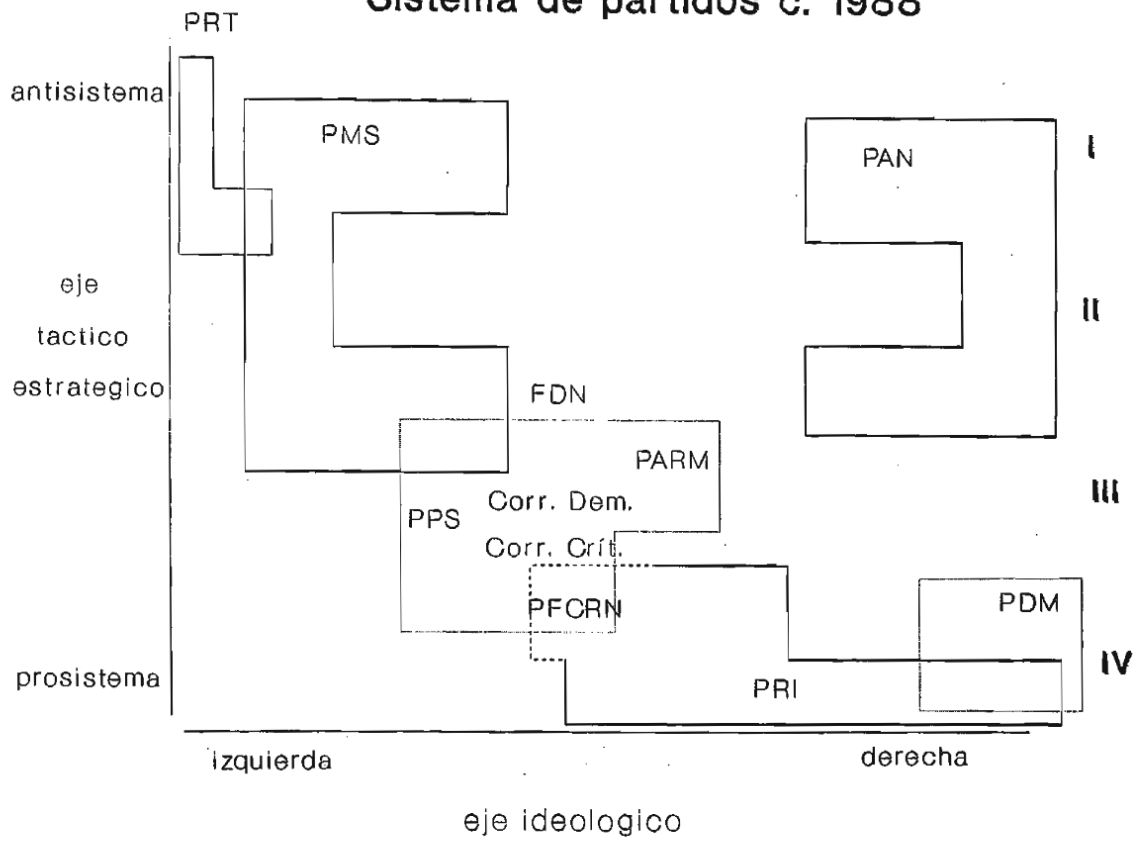 Sistema de partidos c. 1988
PRT
antisistema
PMS
PAN
I
eje
tactico
estrategico
II
FDN
PARM
III
Corr. Dem.
PPS
Corr. Crít.
PFCRN
PDM
IV
prosistema
PRI
izquierda
derecha
eje ideologico